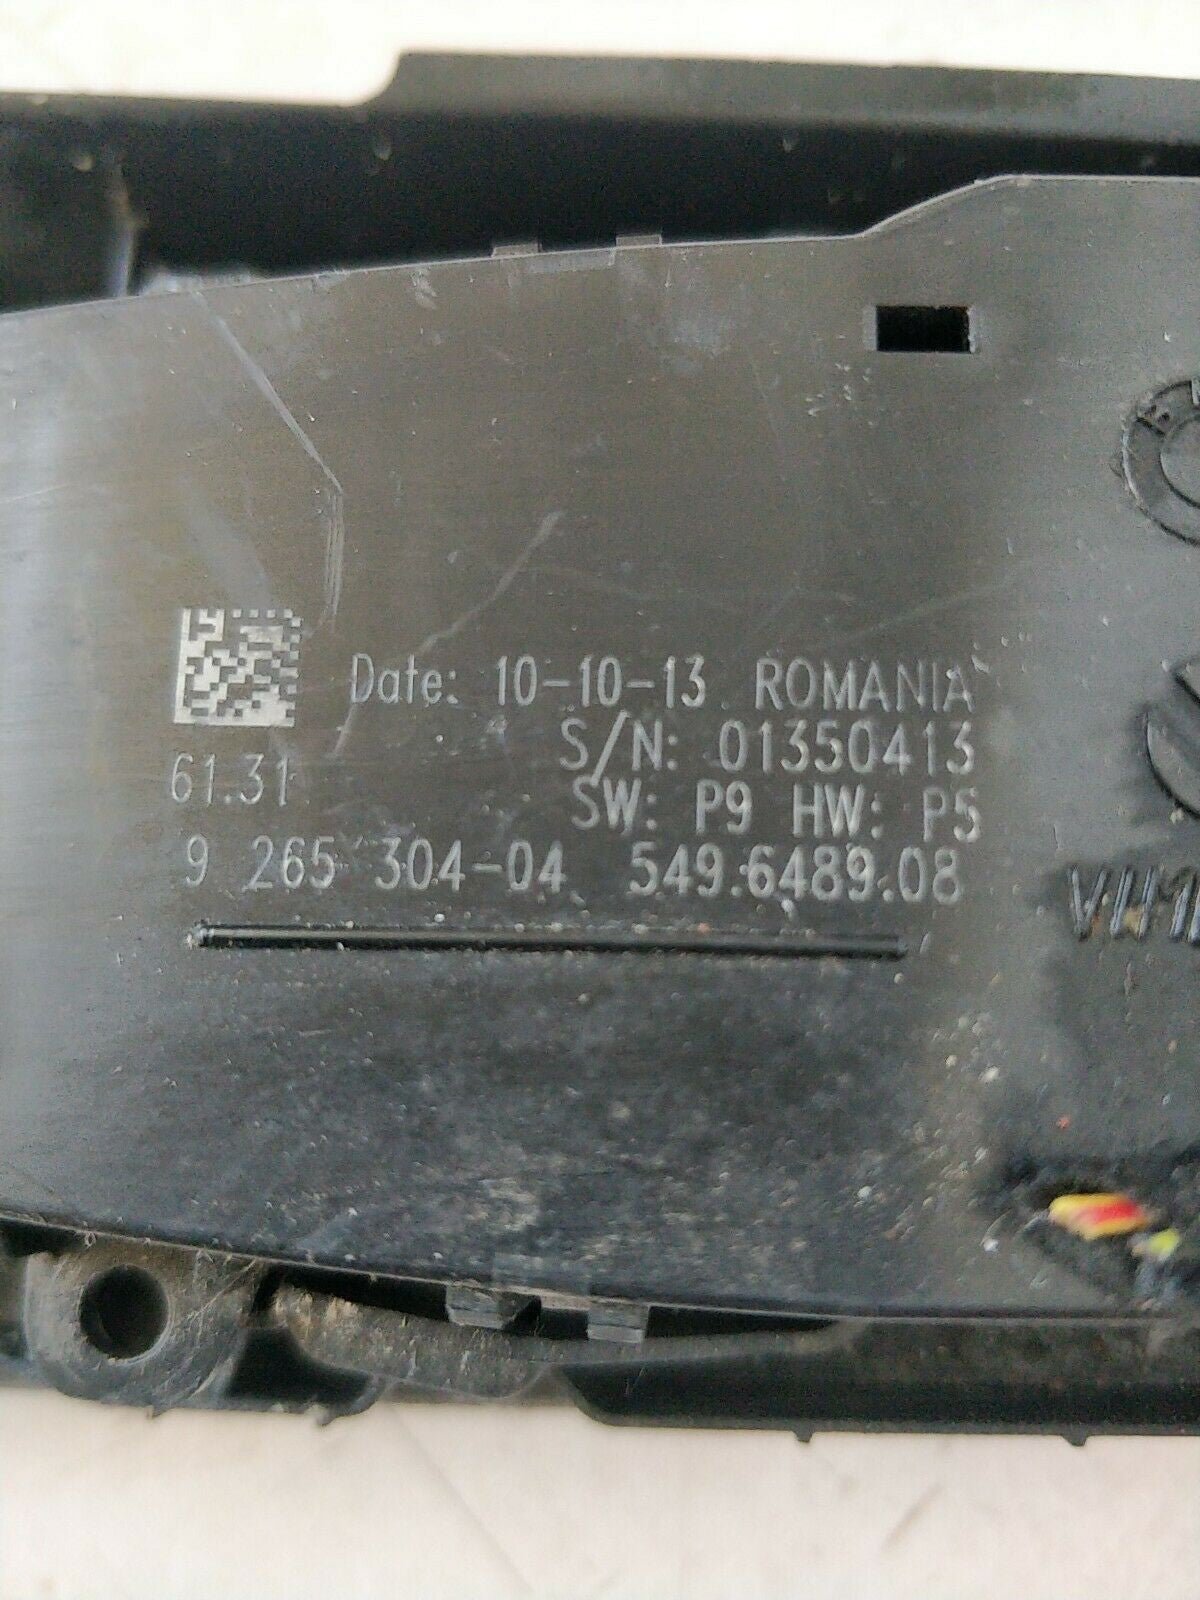 Date: 10-10-13 ROMANIA
S/N: 01350413
61.31
SW: P9 HW: P5
9 265 304-04 549.6489.08